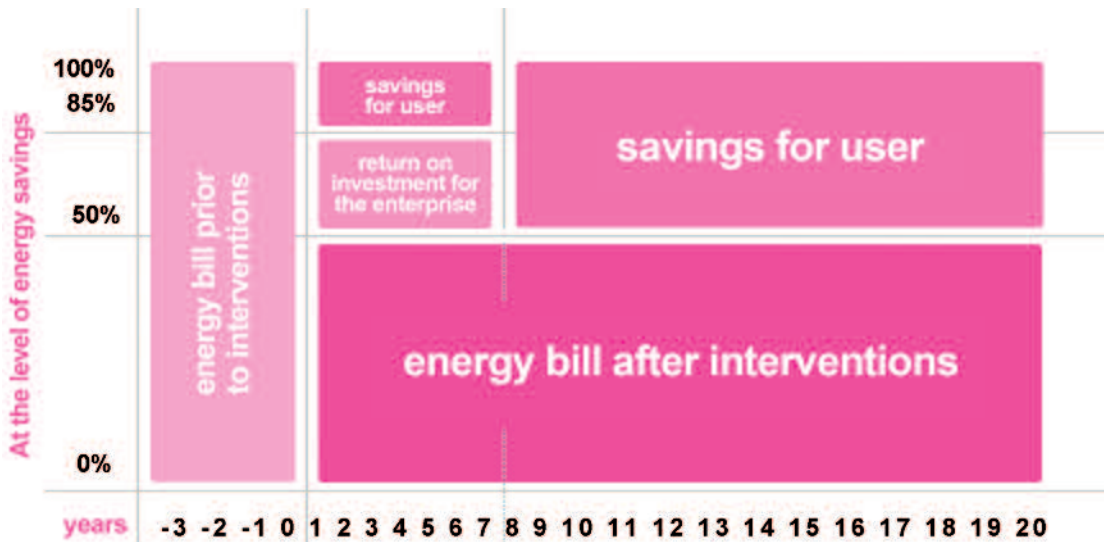 At the level of energy savings
100%
85%
50%
0%
energy bill prior
to interventions
savings
for user
return on
investment for
the enterprise
savings for user
energy bill after interventions
years -3 -2 -1 0 1 2 3 4 5 6 7 8 9 10 11 12 13 14 15 16 17 18 19 20